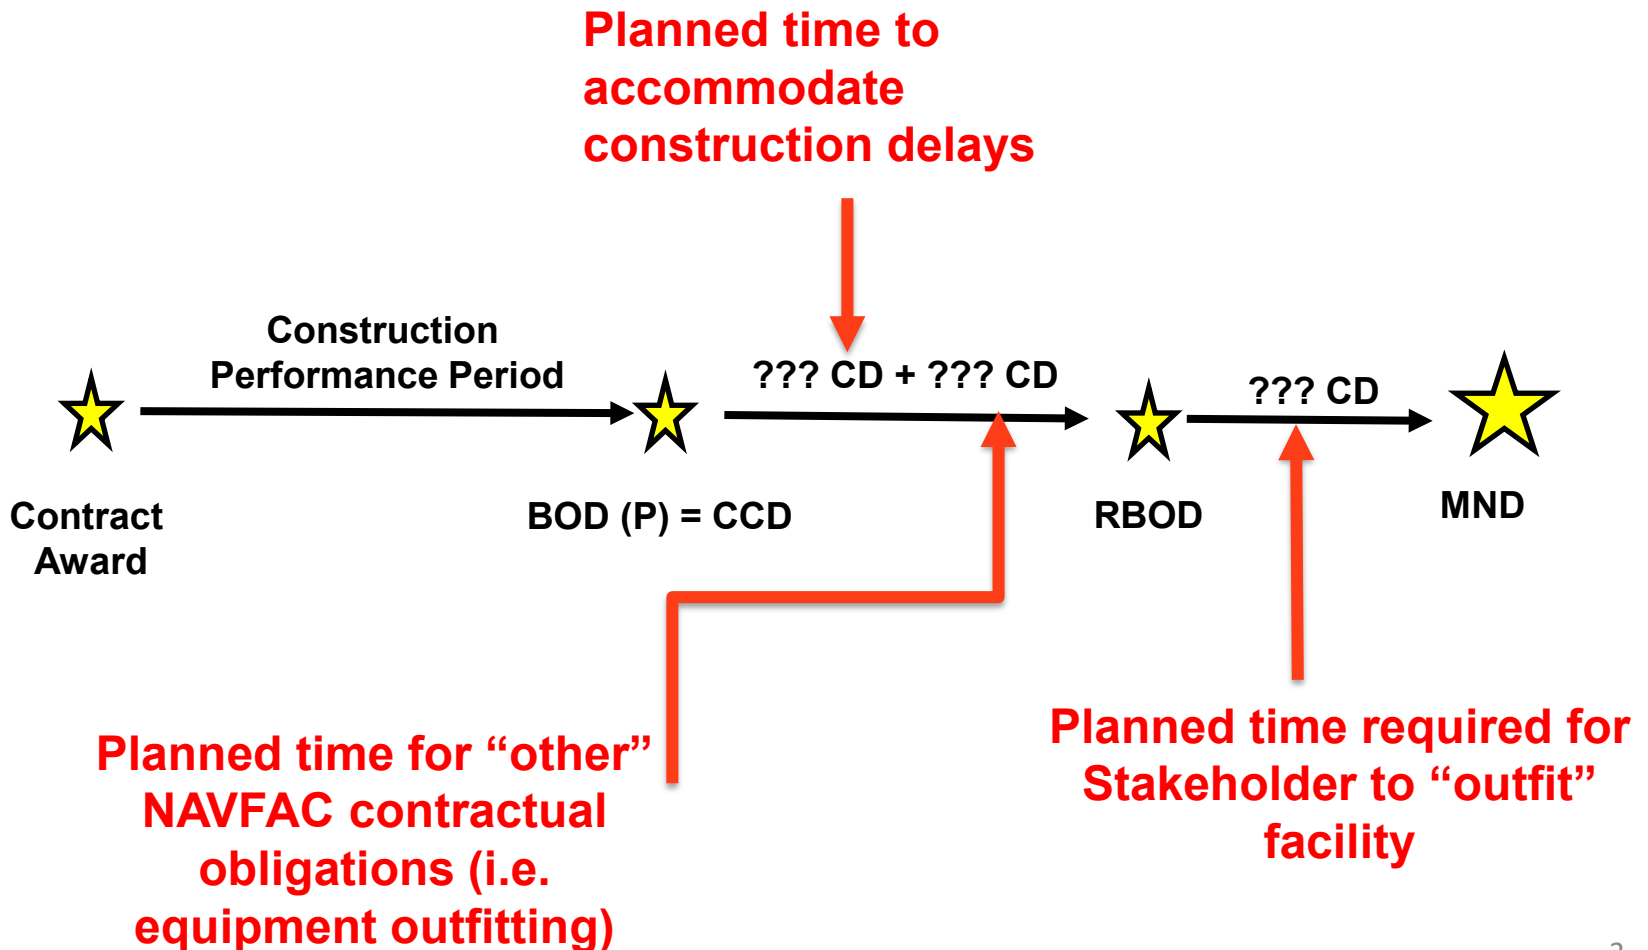 Planned time to
accommodate
construction delays
Construction
Performance Period
??? CD + ??? CD
??? CD
Contract
Award
BOD (P) = CCD
RBOD
MND
Planned time for “other”
NAVFAC contractual
obligations (i.e.
equipment outfitting)
Planned time required for
Stakeholder to “outfit”
facility